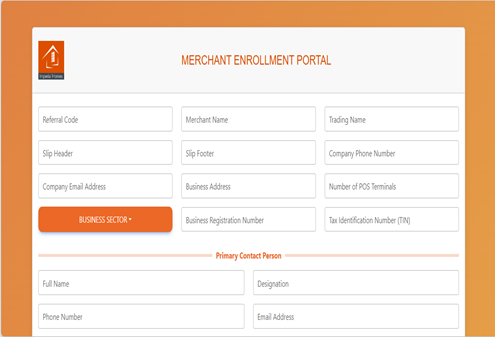 MERCHANT ENROLLMENT PORTAL
Referral Code
Merchant Name
Trading Name
Slip Header
Slip Footer
Company Phone Number
Company Email Address
Business Address
Number of POS Terminals
BUSINESS SECTOR
Business Registration Number
Tax Identification Number (TIN)
Primary Contact Person
Full Name
Designation
Phone Number
Email Address